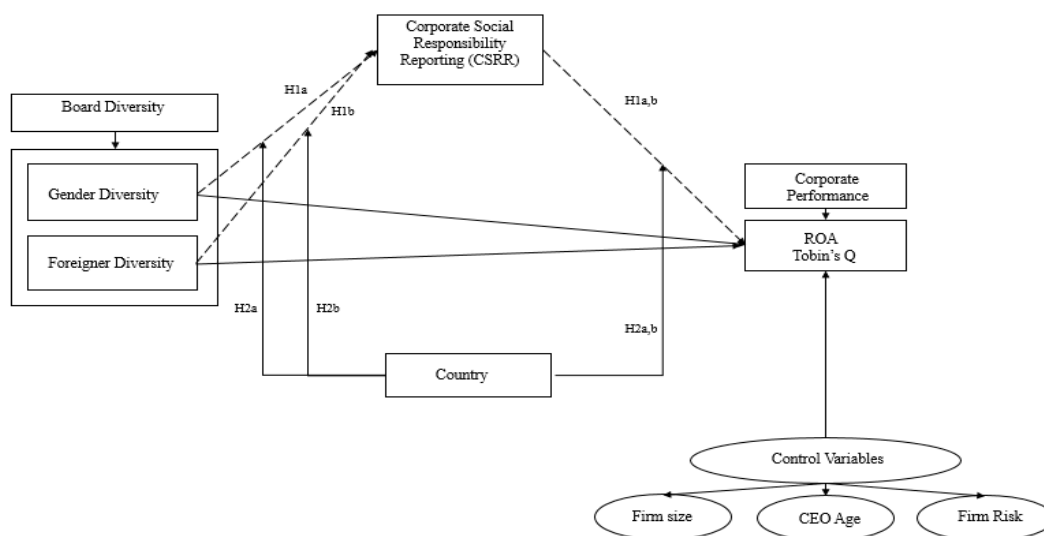 Corporate Social
Responsibility
Reporting (CSRR)
H1a
H1b
H1a,b
Board Diversity
Gender Diversity
Foreigner Diversity
Corporate
Performance
ROA
Tobin's Q
H2a
H2b
H2a,b
Country
Control Variables
Firm size
CEO Age
Firm Risk